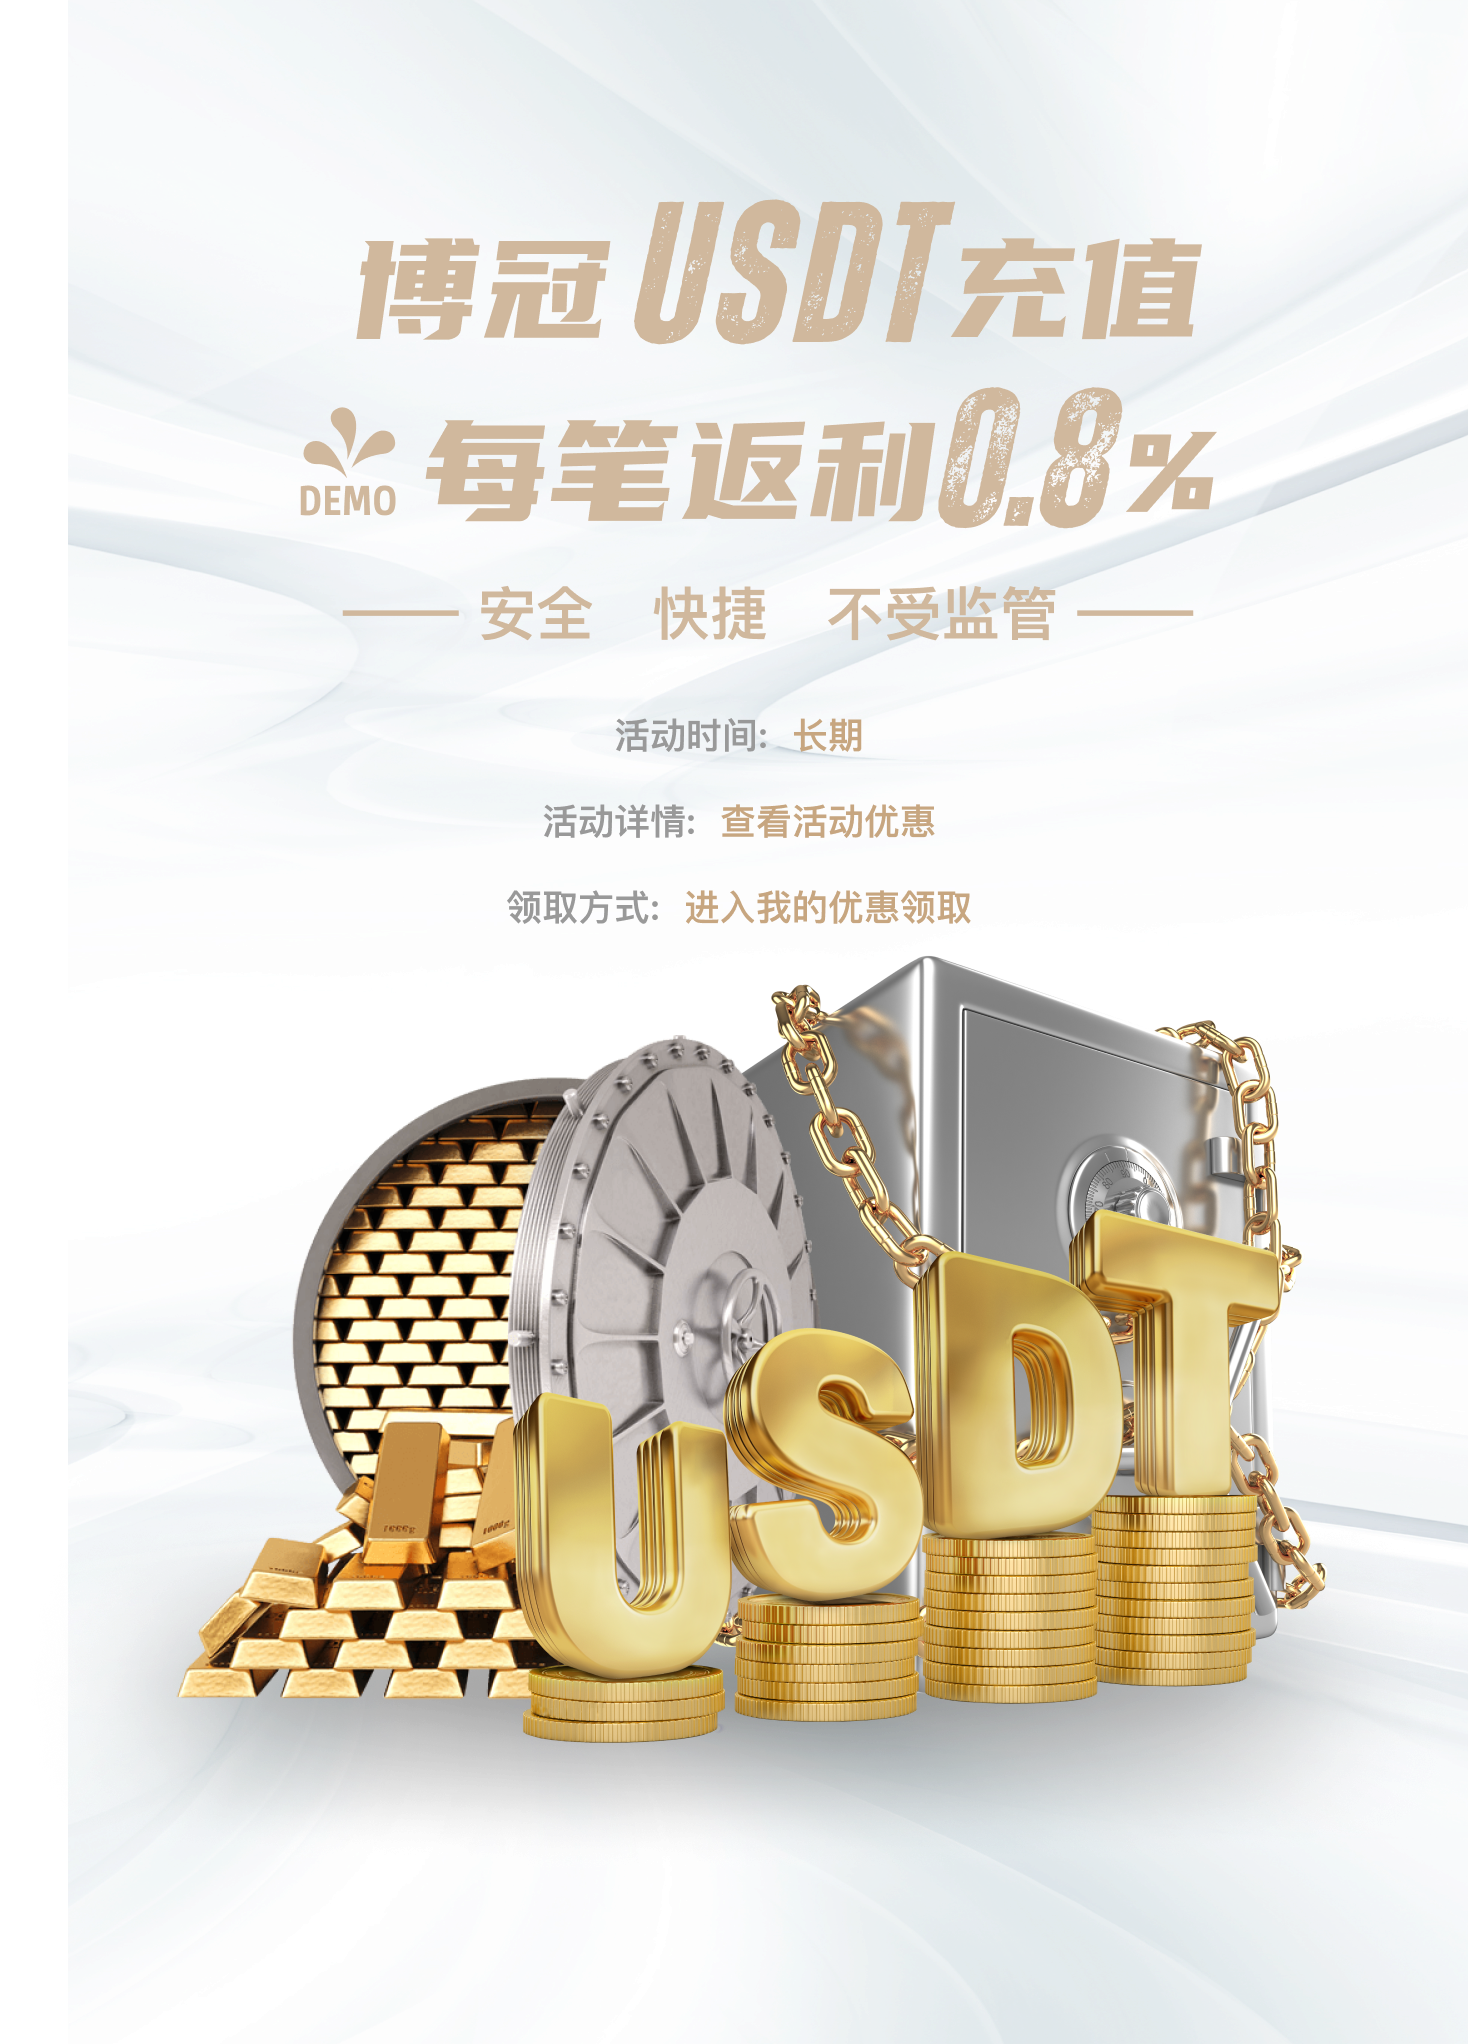 博冠USDT充值
DEMO 每笔返利0.8%
安全 快捷 不受监管
活动时间: 长期
活动详情: 查看活动优惠
领取方式: 进入我的优惠领取
USDT